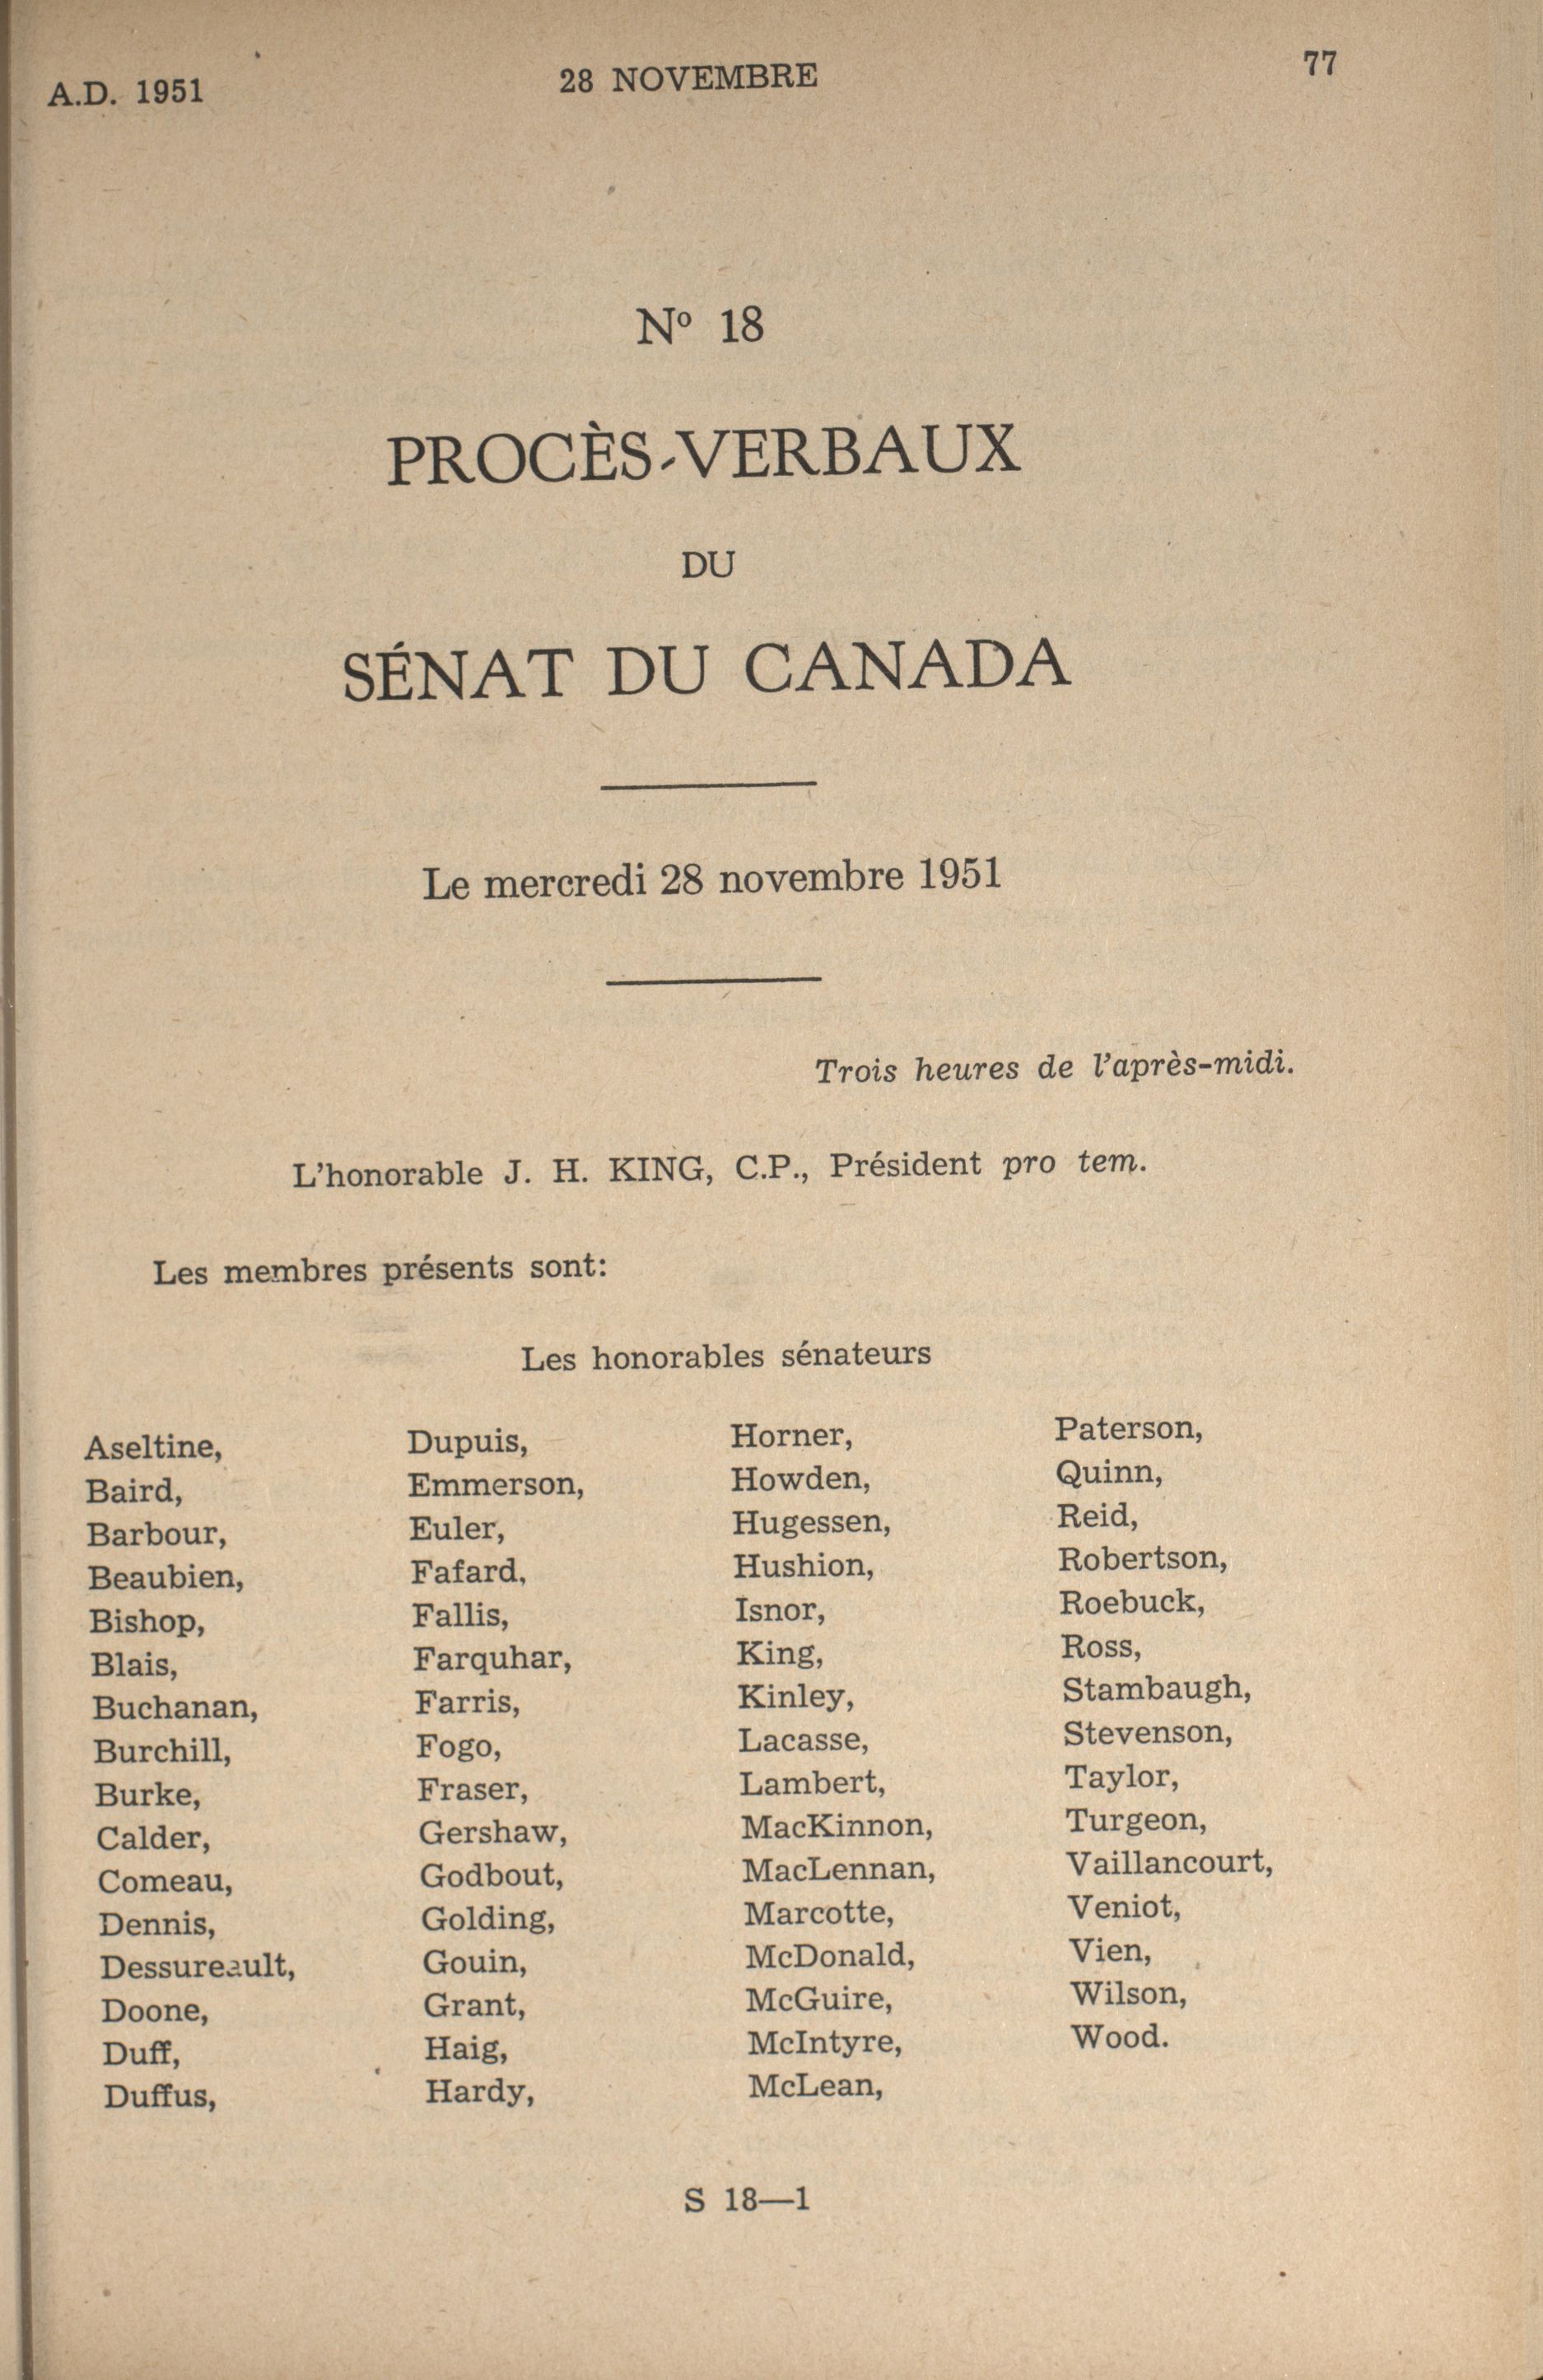 A.D. 1951 28 NOVEMBRE 77
Nº 18
PROCÈS-VERBAUX
DU
SÉNAT DU CANADA
Le mercredi 28 novembre 1951
Trois heures de l'après-midi.
L'honorable J. H. KING, C.P., Président pro tem.
Les membres présents sont:
Les honorables sénateurs
Aseltine,
Baird,
Barbour,
Beaubien,
Bishop,
Blais,
Buchanan,
Burchill,
Burke,
Calder,
Comeau,
Dennis,
Dessureault,
Doone,
Duff,
Duffus,
Dupuis,
Emmerson,
Euler,
Fafard,
Fallis,
Farquhar,
Farris,
Fogo,
Fraser,
Gershaw,
Godbout,
Golding,
Gouin,
Grant,
Haig,
Hardy,
Horner,
Howden,
Hugessen,
Hushion,
Isnor,
King,
Kinley,
Lacasse,
Lambert,
MacKinnon,
MacLennan,
Marcotte,
McDonald,
McGuire,
McIntyre,
McLean,
Paterson,
Quinn,
Reid,
Robertson,
Roebuck,
Ross,
Stambaugh,
Stevenson,
Taylor,
Turgeon,
Vaillancourt,
Veniot,
Vien,
Wilson,
Wood.
S 18—1